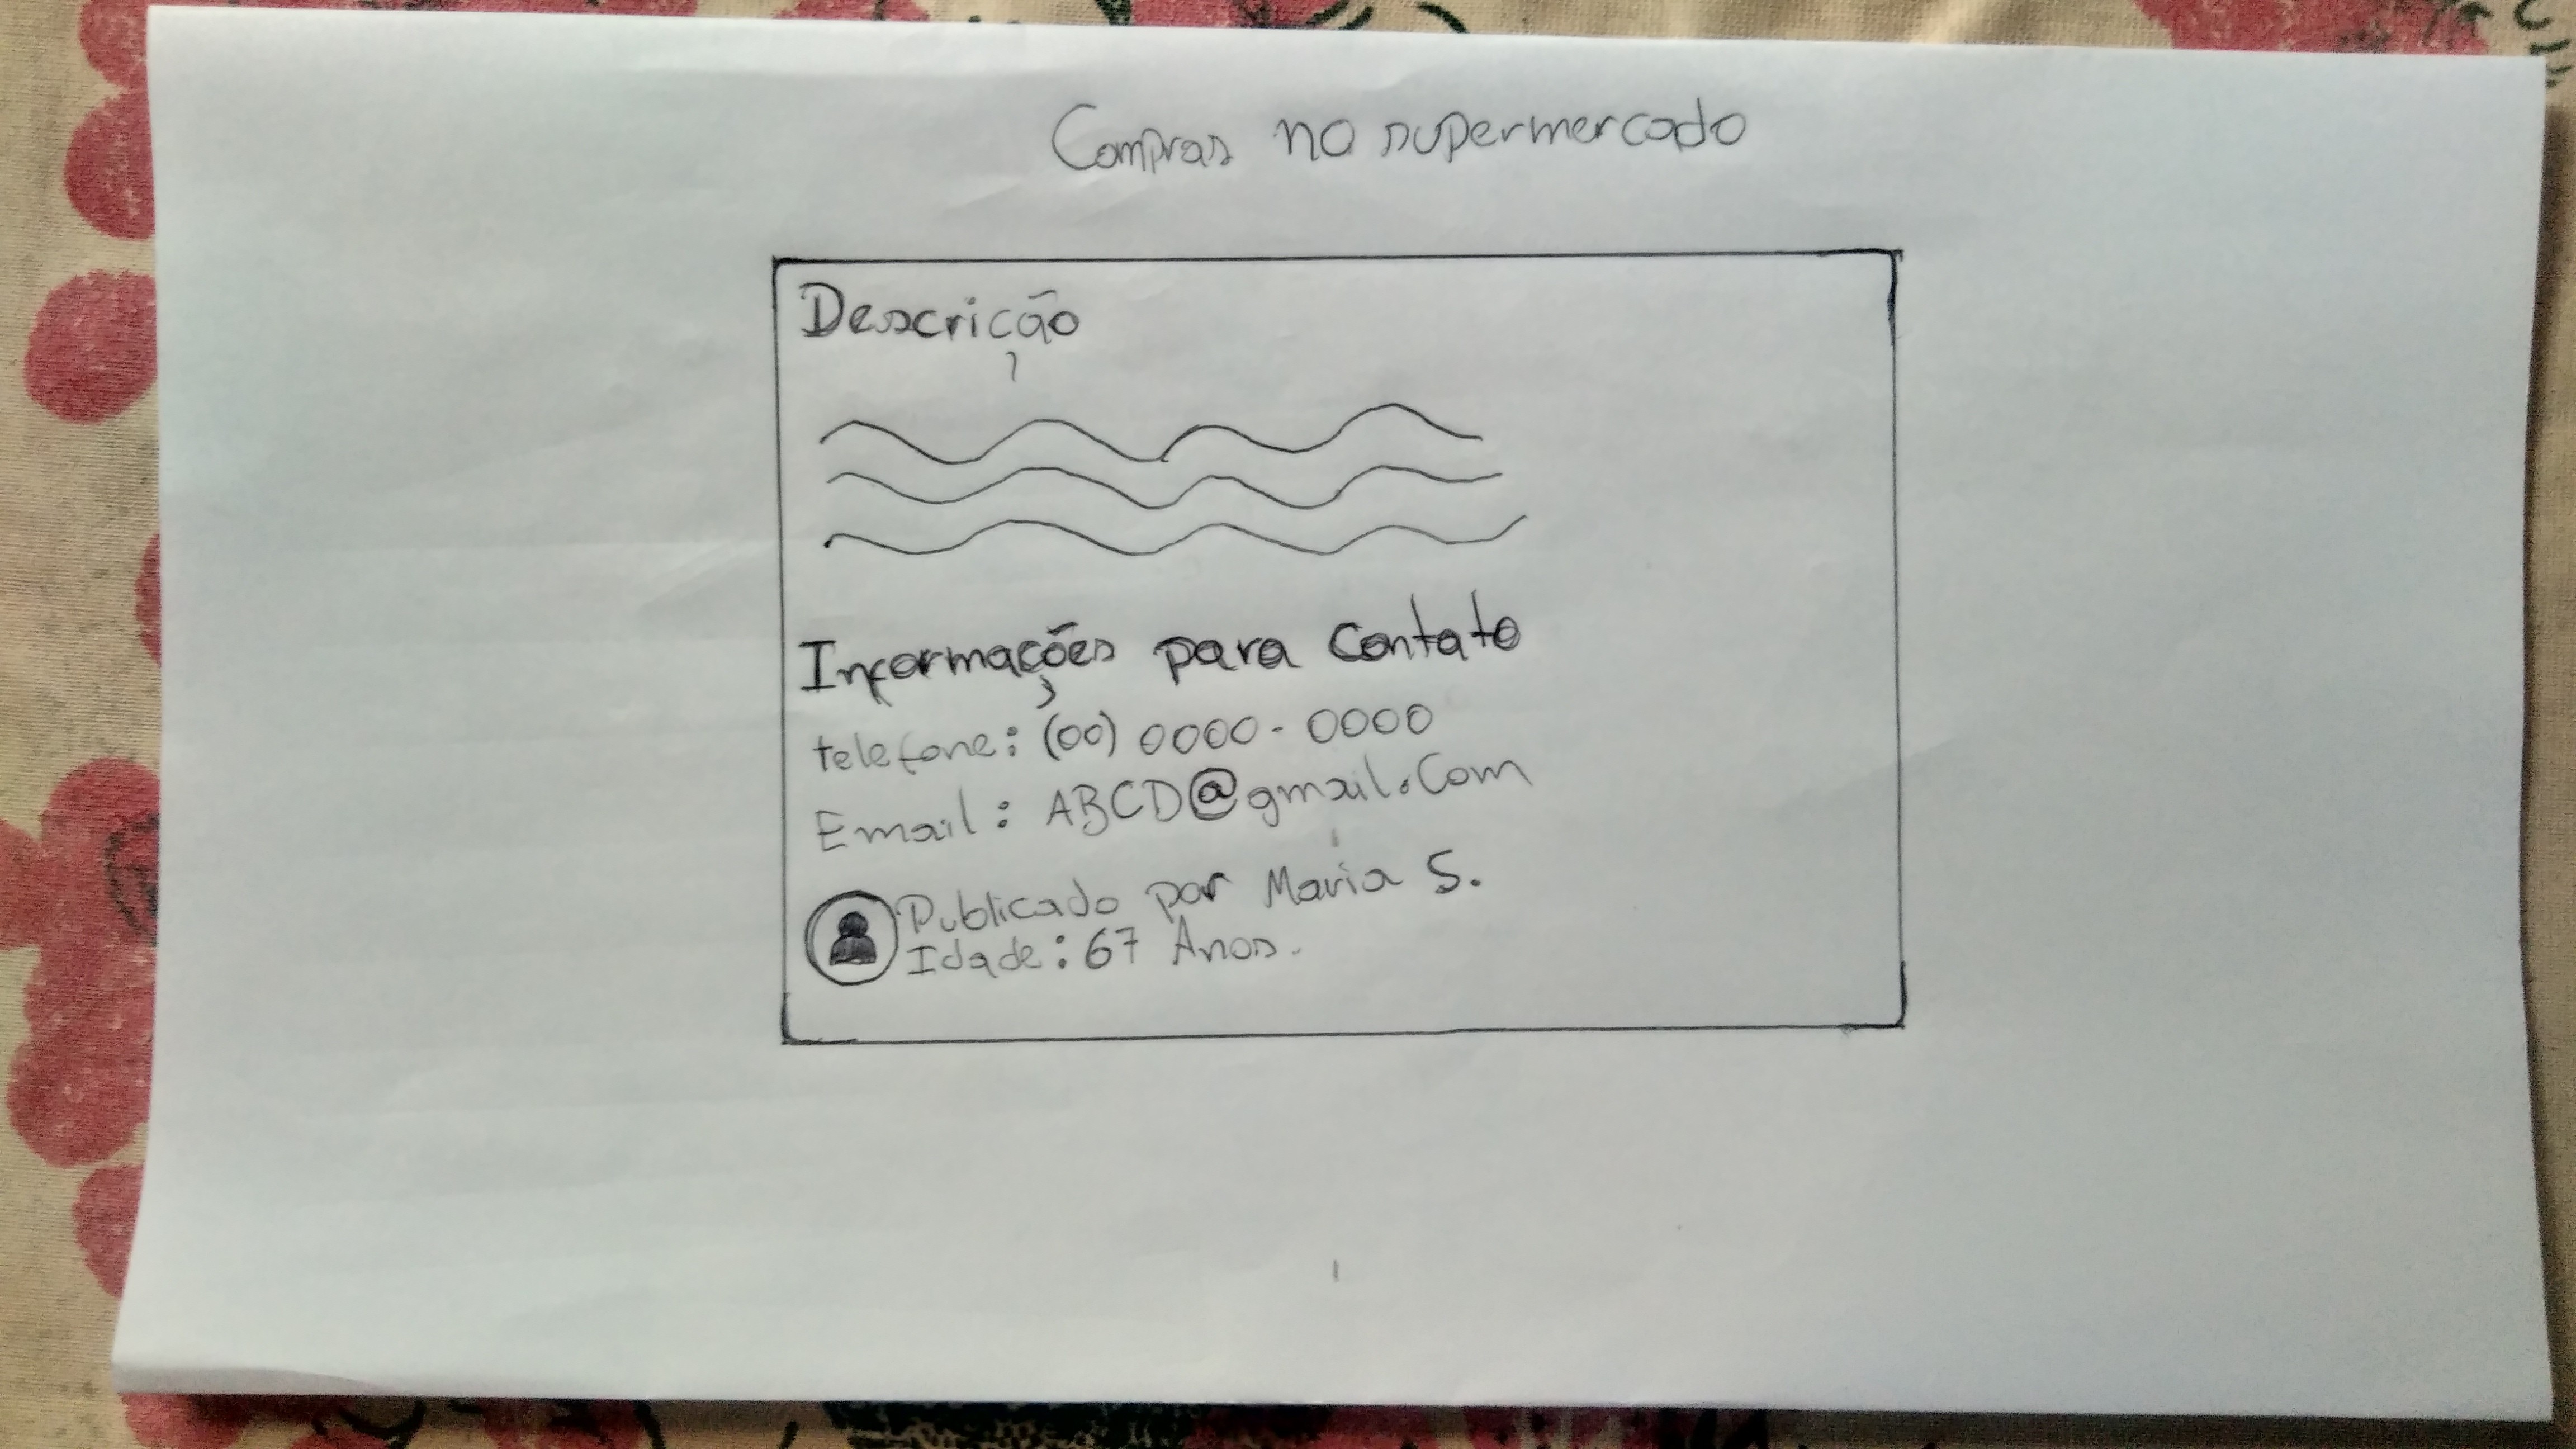 Compras no supermercado
Descrição
Informações para Contato
telefone: (00) 0000-0000
Email: ABCD@gmail.Com
Publicado por Maria S.
Idade: 67 Anos.